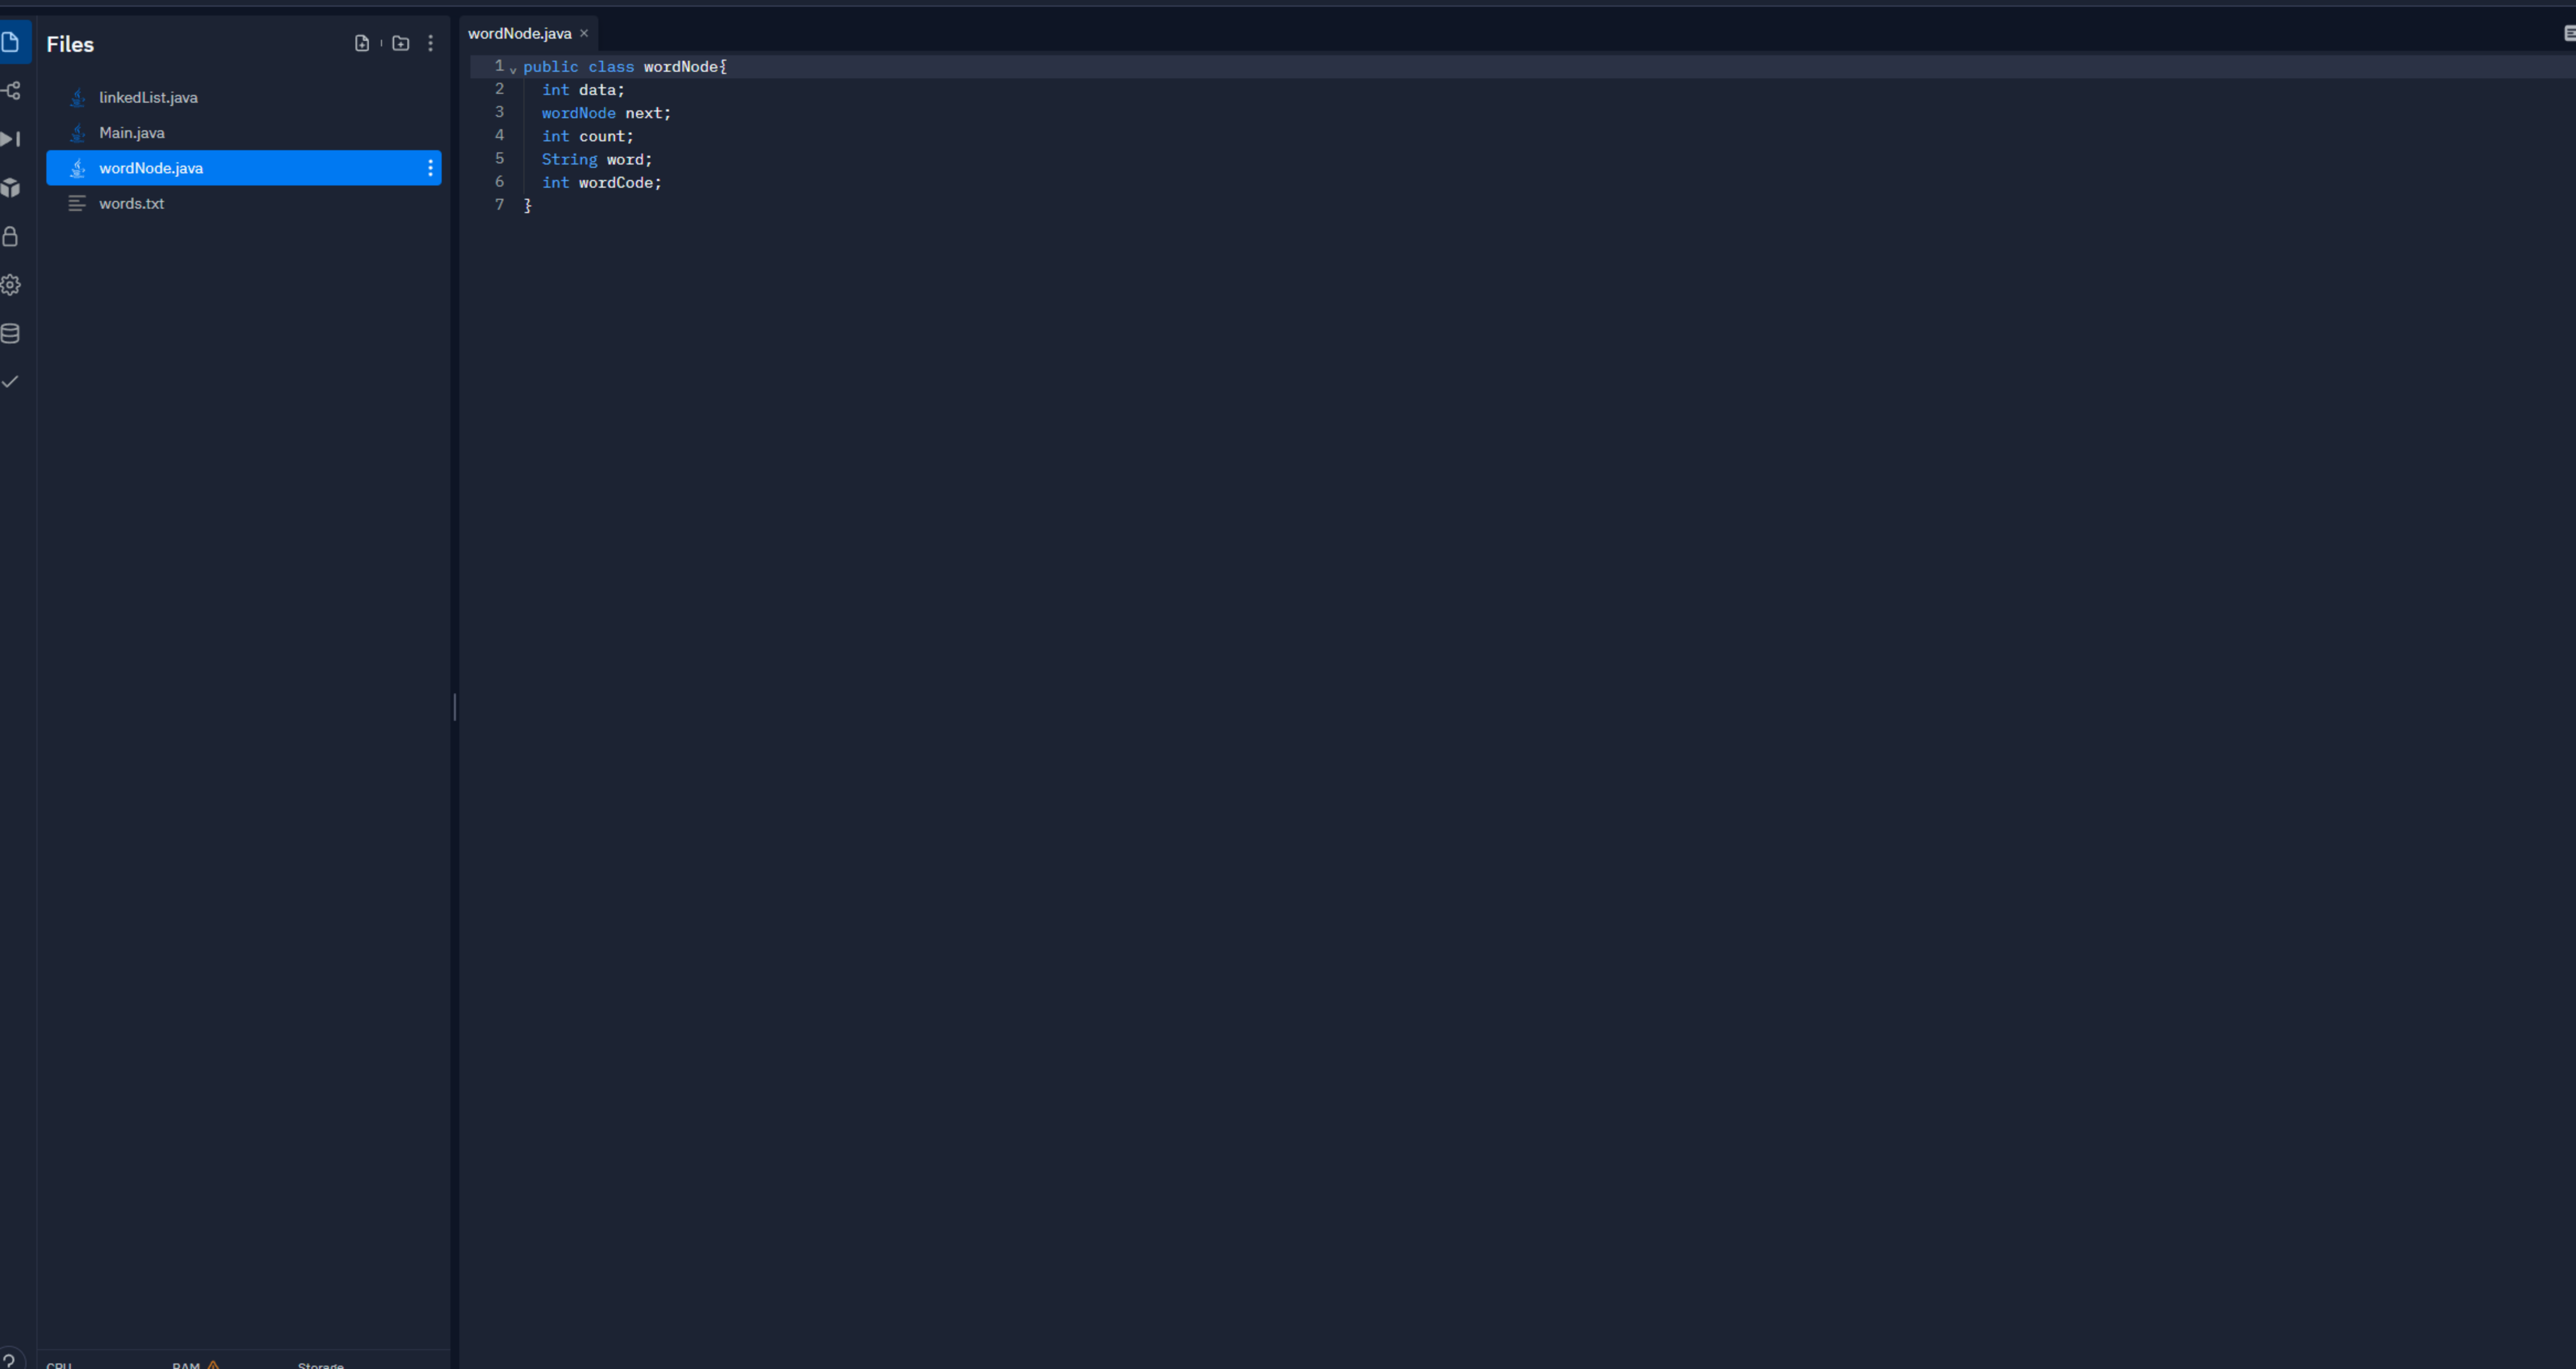 Files
linkedList.java
Main.java
wordNode.java
words.txt
wordNode.java ×
1 public class wordNode{
2 int data;
3 wordNode next;
4 int count;
5 String word;
6 int wordCode;
7 }
?
CPU RAM Storage